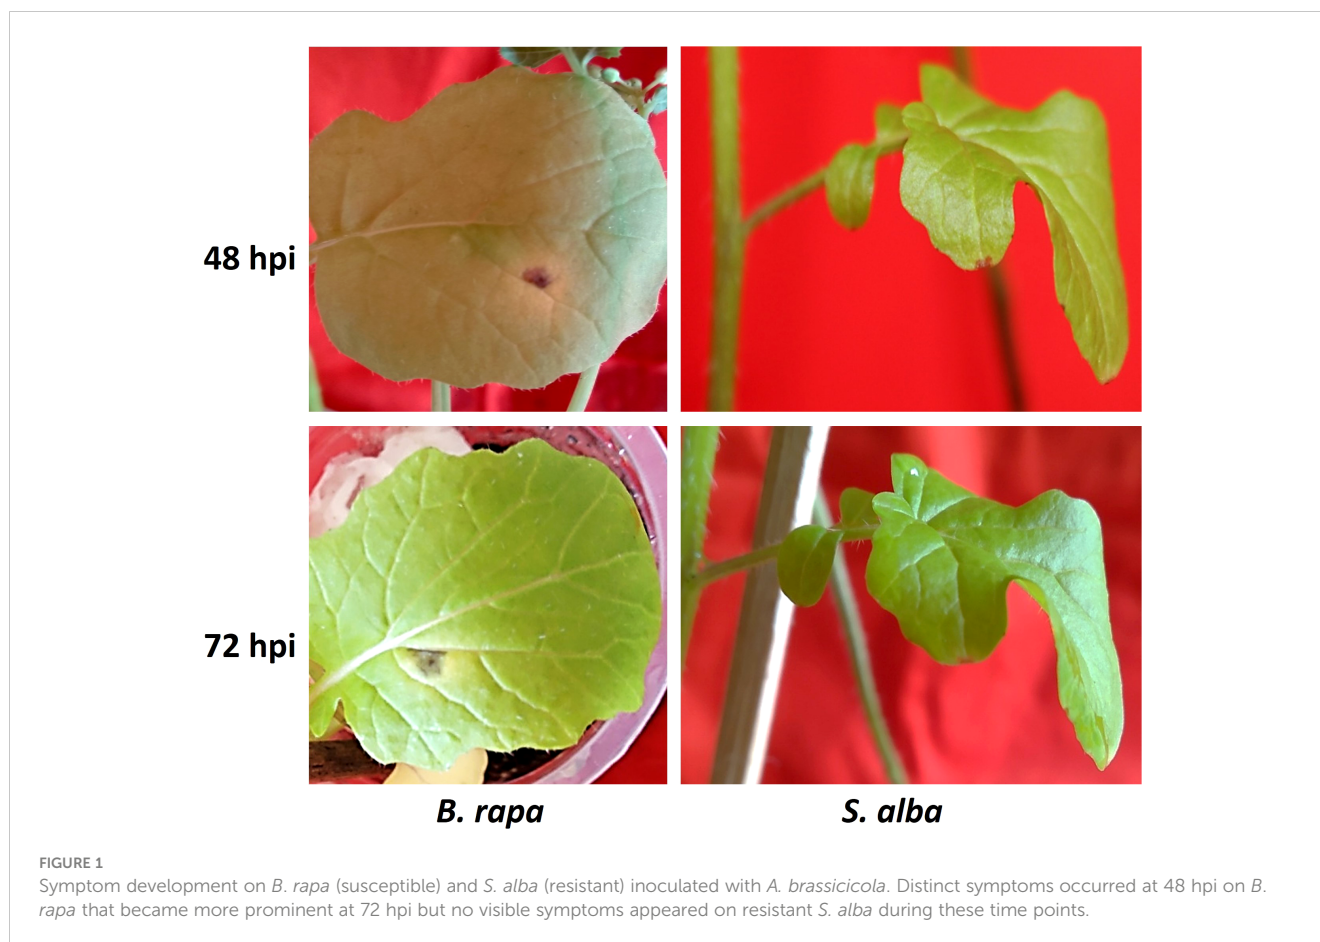 48 hpi
72 hpi
B. rapa
S. alba
FIGURE 1
Symptom development on B. rapa (susceptible) and S. alba (resistant) inoculated with A. brassicicola. Distinct symptoms occurred at 48 hpi on B.
rapa that became more prominent at 72 hpi but no visible symptoms appeared on resistant S. alba during these time points.